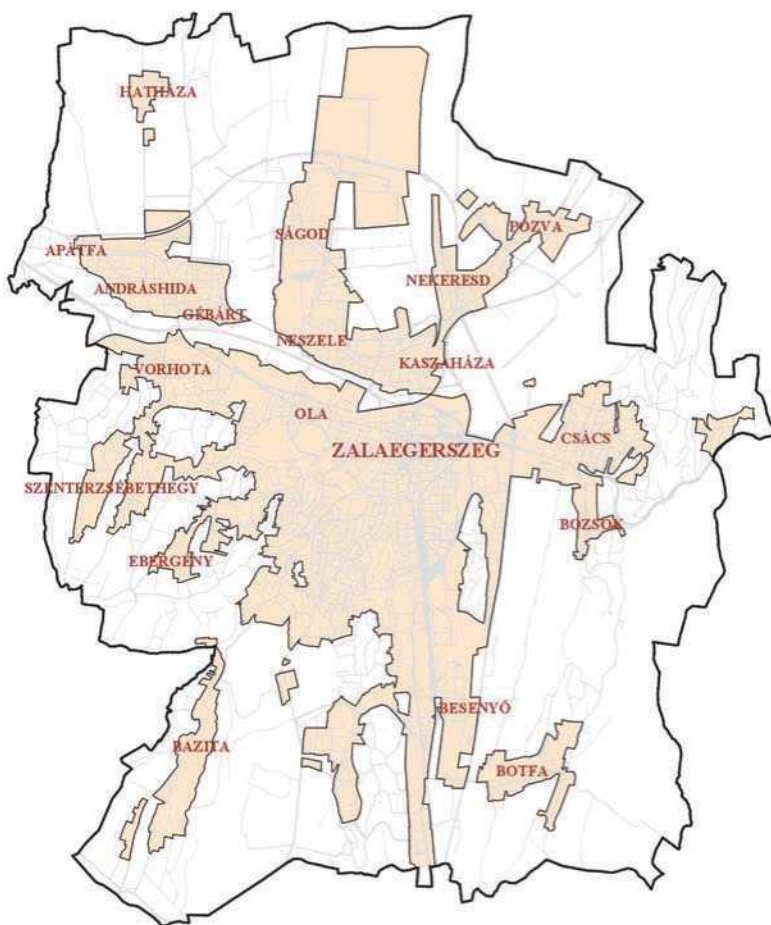 HATHÁZA
PÓZVA
SÁGOD
APÁTFA
NEKERESD
ANDRÁSHIDA
GÉBÁRT
NESZELE
KASZAHÁZA
VORHOTA
OLA
CSÁCS
ZALAEGERSZEG
SZENTERZSÉBETHEGY
BOZSOK
EBERGÉNY
BESENYŐ
BAZITA
BOTFA